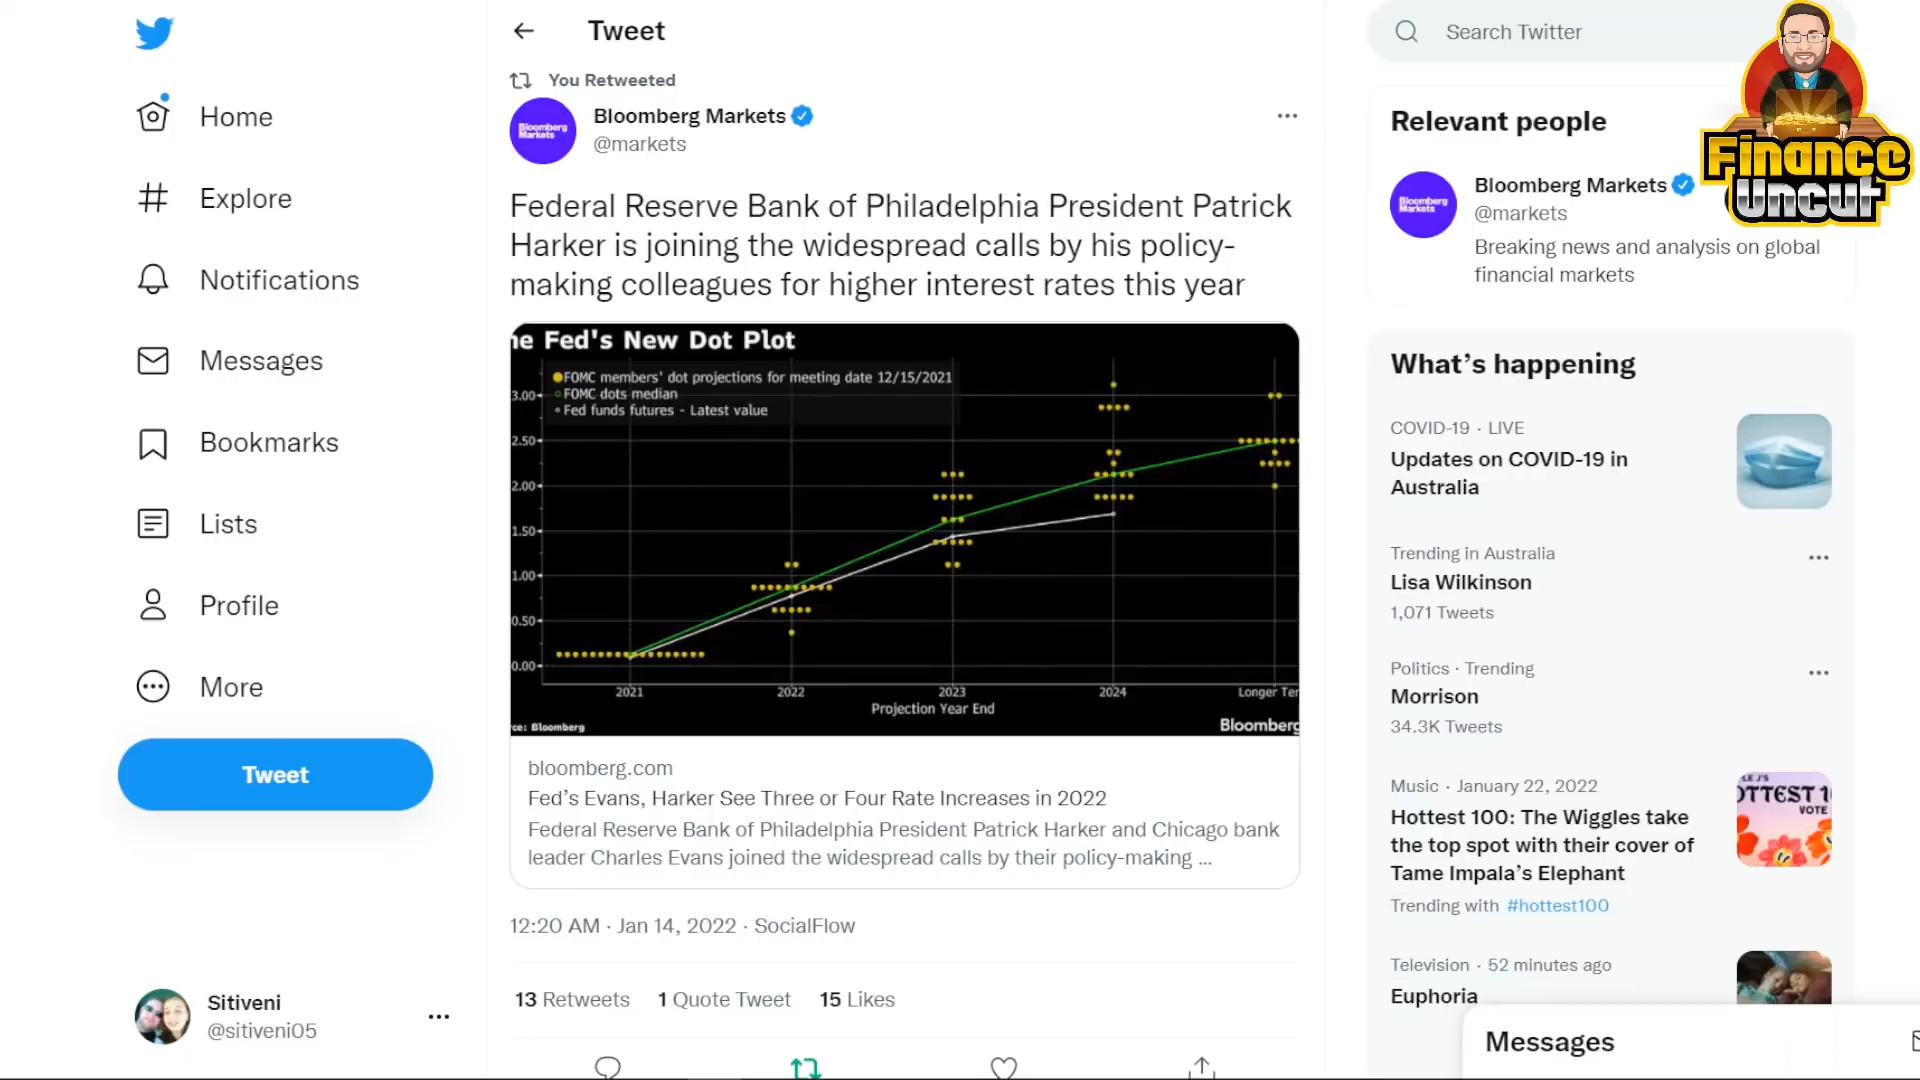 Home
Explore
Notifications
Messages
Bookmarks
Lists
Profile
More
Tweet
Sitiveni
@sitiveni05
Tweet
You Retweeted
Bloomberg
Markets
Bloomberg Markets
@markets
Federal Reserve Bank of Philadelphia President Patrick
Harker is joining the widespread calls by his policy-
making colleagues for higher interest rates this year
he Fed's New Dot Plot
FOMC members' dot projections for meeting date 12/15/2021
FOMC dots median
Fed funds futures - Latest value
3.00
2.50
2.00
1.50
1.00
0.50
0.00
2021 2022 2023 2024 Longer Ter
Projection Year End
rce: Bloomberg
Bloomberg
bloomberg.com
Fed's Evans, Harker See Three or Four Rate Increases in 2022
Federal Reserve Bank of Philadelphia President Patrick Harker and Chicago bank
leader Charles Evans joined the widespread calls by their policy-making ...
12:20 AM · Jan 14, 2022 · SocialFlow
13 Retweets 1 Quote Tweet 15 Likes
Search Twitter
Finance
Uncut
Relevant people
Bloomberg
Markets
Bloomberg Markets
@markets
Breaking news and analysis on global
financial markets
What's happening
COVID-19 · LIVE
Updates on COVID-19 in
Australia
Trending in Australia
Lisa Wilkinson
1,071 Tweets
Politics · Trending
Morrison
34.3K Tweets
Music · January 22, 2022
Hottest 100: The Wiggles take
the top spot with their cover of
Tame Impala's Elephant
Trending with #hottest100
LE J'S
OTTEST 1
VOTE
Television · 52 minutes ago
Euphoria
Messages